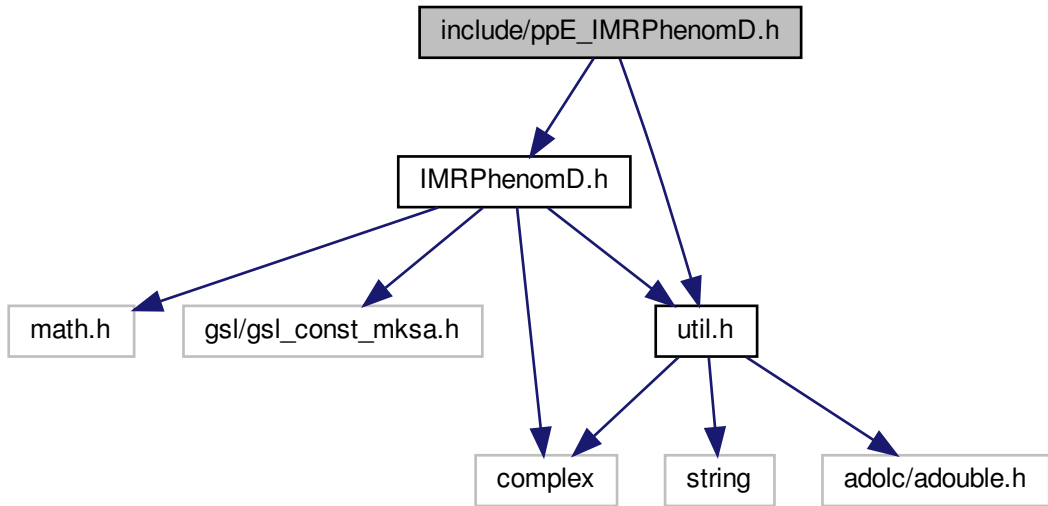 include/ppE_IMRPhenomD.h
IMRPhenomD.h
math.h
gsl/gsl_const_mksa.h
util.h
complex
string
adolc/adouble.h